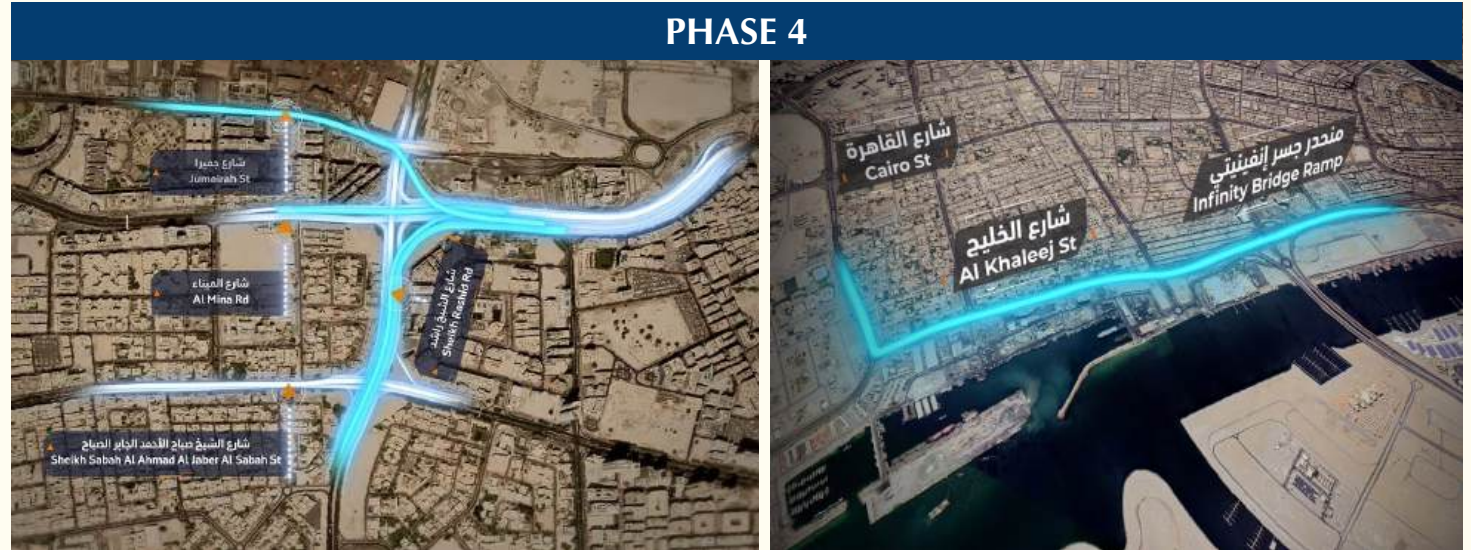 PHASE 4
شارع جميرا
Jumairah St
شارع الميناء
Al Mina Rd
شارع الشيخ راشد
Sheikh Rashid Rd
شارع الشيخ صباح الأحمد الجابر الصباح
Sheikh Sabah Al Ahmad Al Jaber Al Sabah St
شارع القاهرة
Cairo St
شارع الخليج
Al Khaleej St
منحدر جسر إنفينيتي
Infinity Bridge Ramp